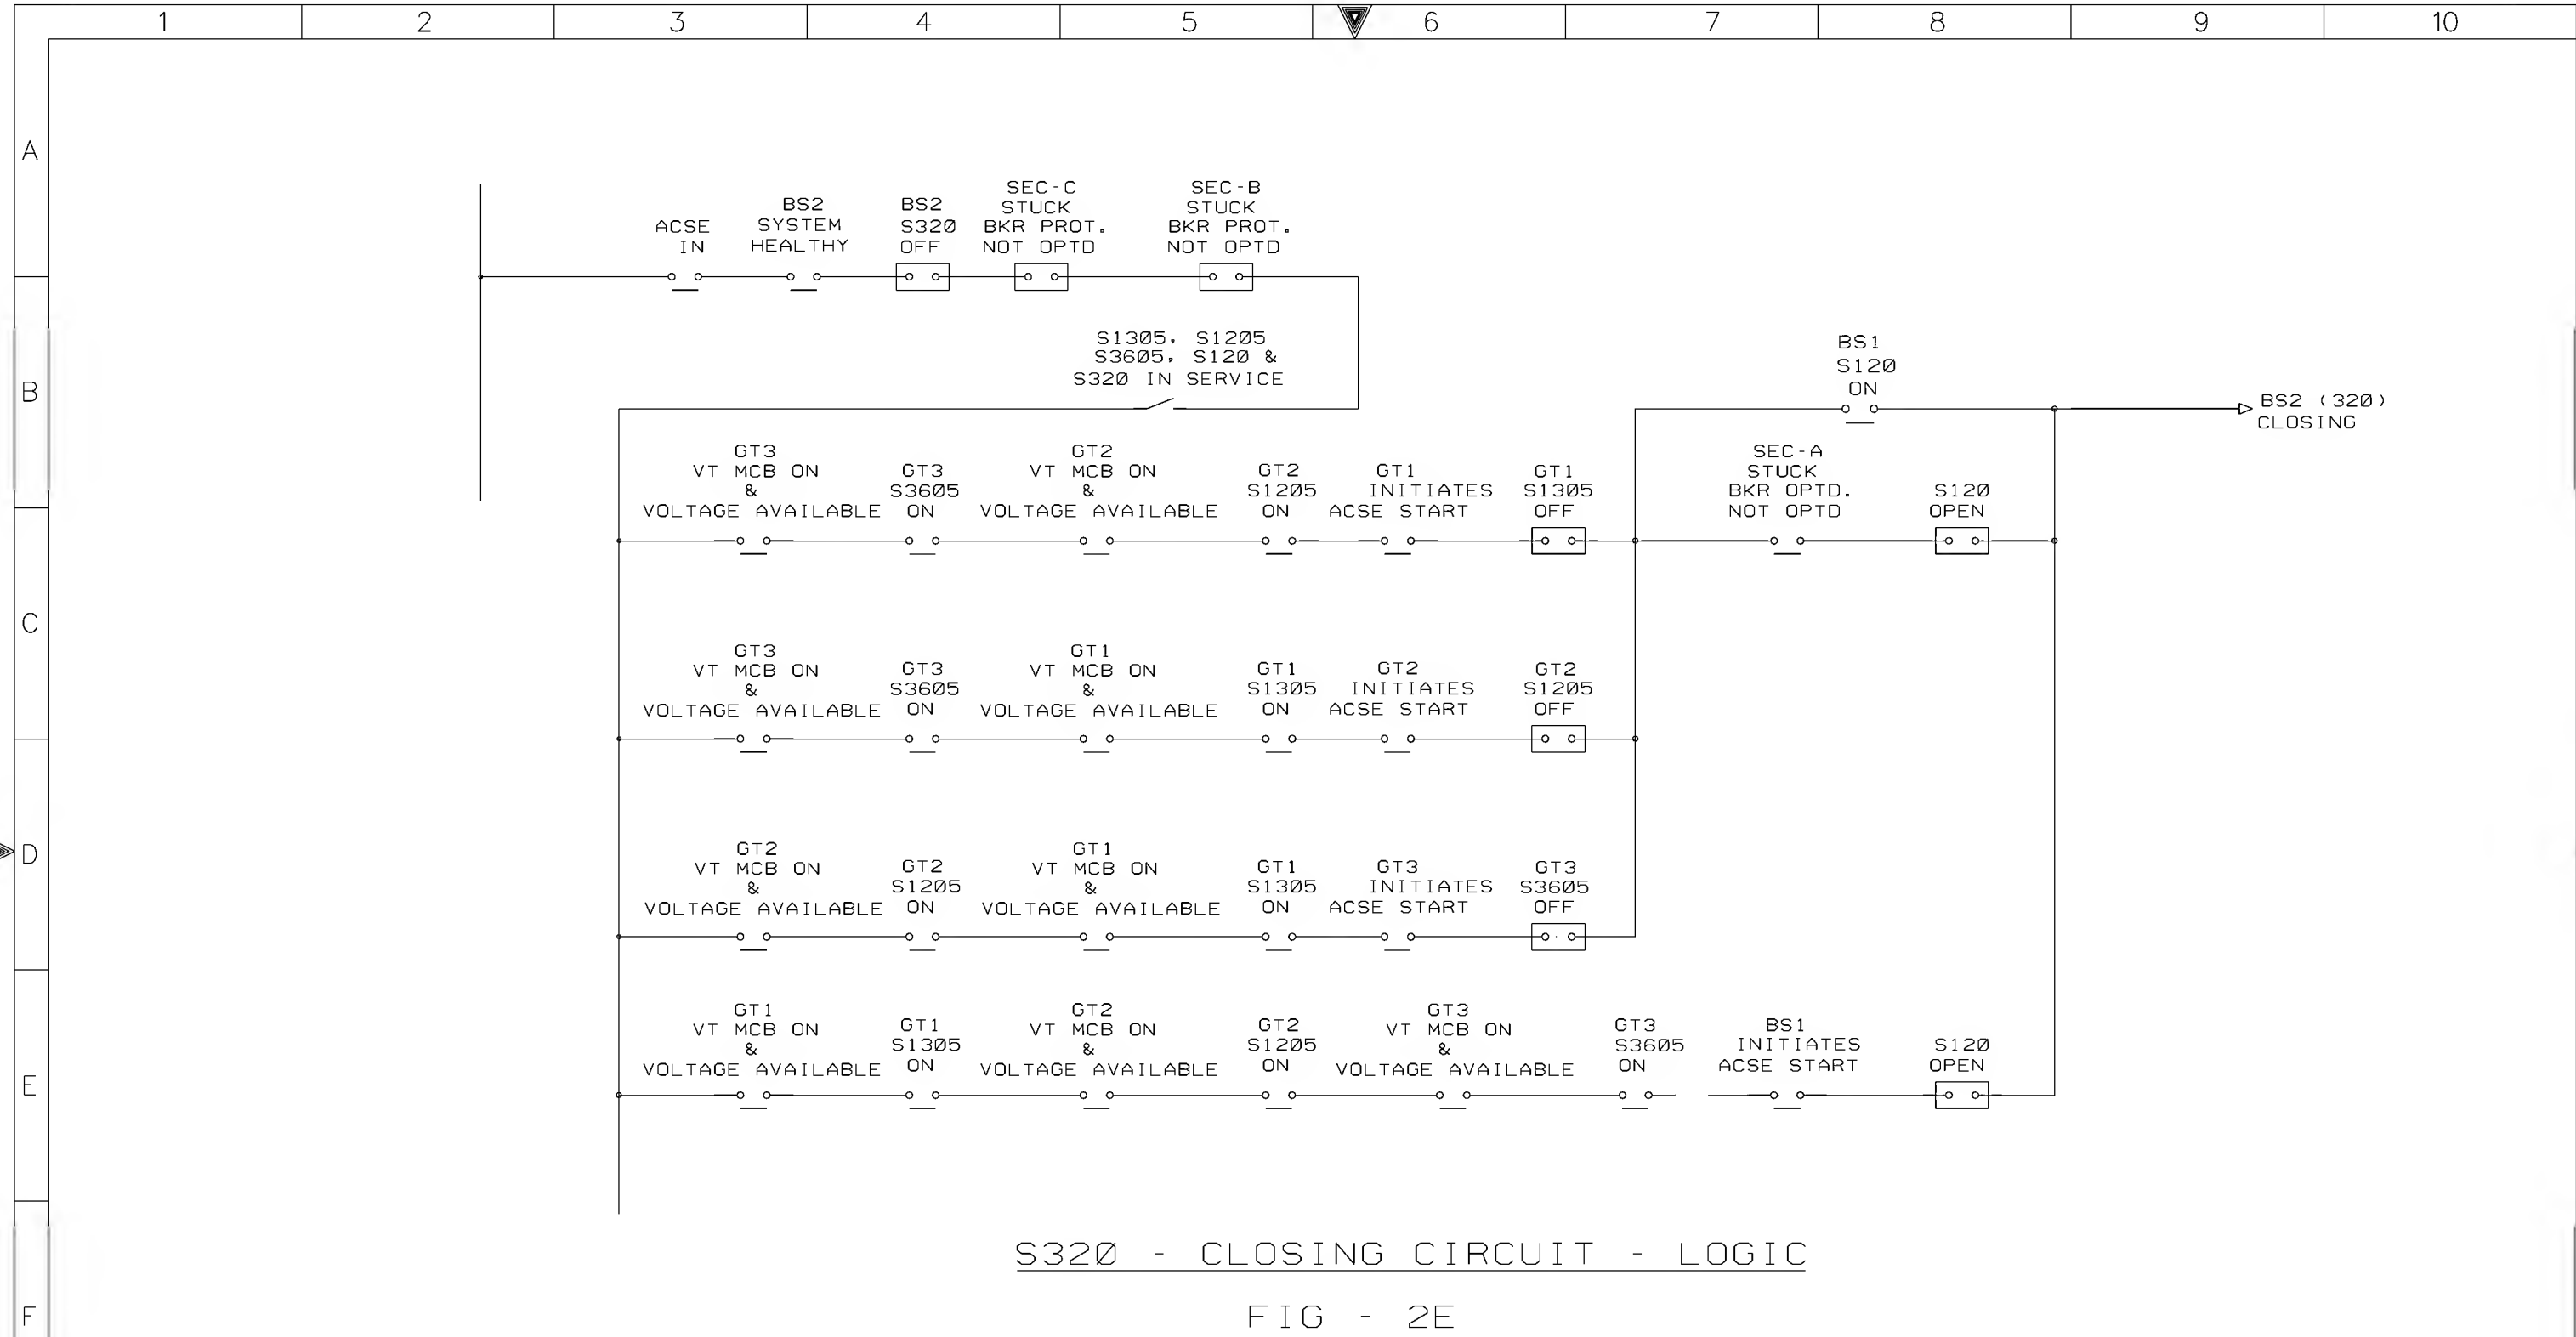 1 2 3 4 5 6 7 8 9 10
A
B
C
D
E
F
ACSE
IN
BS2
SYSTEM
HEALTHY
BS2
S320
OFF
SEC-C
STUCK
BKR PROT.
NOT OPTD
SEC-B
STUCK
BKR PROT.
NOT OPTD
S1305, S1205
S3605, S120 &
S320 IN SERVICE
BS1
S120
ON
BS2 (320)
CLOSING
GT3
VT MCB ON
&
VOLTAGE AVAILABLE
GT3
S3605
ON
GT2
VT MCB ON
&
VOLTAGE AVAILABLE
GT2
S1205
ON
GT1
INITIATES
ACSE START
GT1
S1305
OFF
SEC-A
STUCK
BKR OPTD.
NOT OPTD
S120
OPEN
GT3
VT MCB ON
&
VOLTAGE AVAILABLE
GT3
S3605
ON
GT1
VT MCB ON
&
VOLTAGE AVAILABLE
GT1
S1305
ON
GT2
INITIATES
ACSE START
GT2
S1205
OFF
GT2
VT MCB ON
&
VOLTAGE AVAILABLE
GT2
S1205
ON
GT1
VT MCB ON
&
VOLTAGE AVAILABLE
GT1
S1305
ON
GT3
INITIATES
ACSE START
GT3
S3605
OFF
GT1
VT MCB ON
&
VOLTAGE AVAILABLE
GT1
S1305
ON
GT2
VT MCB ON
&
VOLTAGE AVAILABLE
GT2
S1205
ON
GT3
VT MCB ON
&
VOLTAGE AVAILABLE
GT3
S3605
ON
BS1
INITIATES
ACSE START
S120
OPEN
S320 - CLOSING CIRCUIT - LOGIC
FIG - 2E